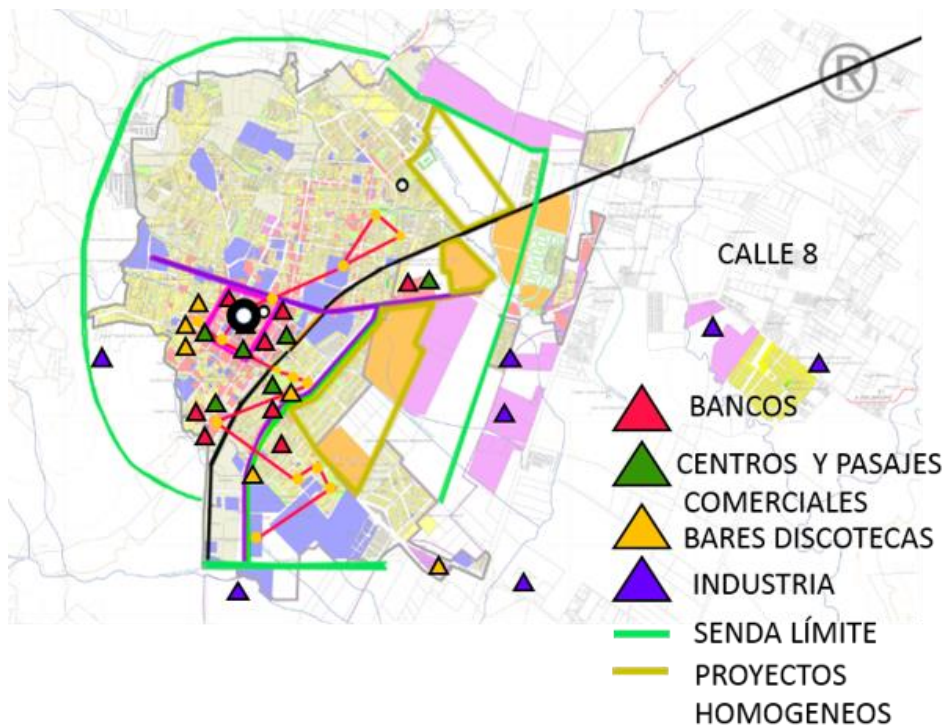 ®
CALLE 8
BANCOS
CENTROS Y PASAJES
COMERCIALES
BARES DISCOTECAS
INDUSTRIA
SENDA LÍMITE
PROYECTOS
HOMOGENEOS